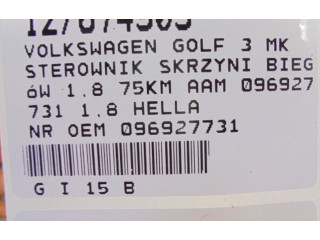 VOLKSWAGEN GOLF 3 MK
STEROWNIK SKRZYNI BIEG
ÓW 1.8 75KM AAM 096927
731 1.8 HELLA
NR OEM 096927731
G I 15 B